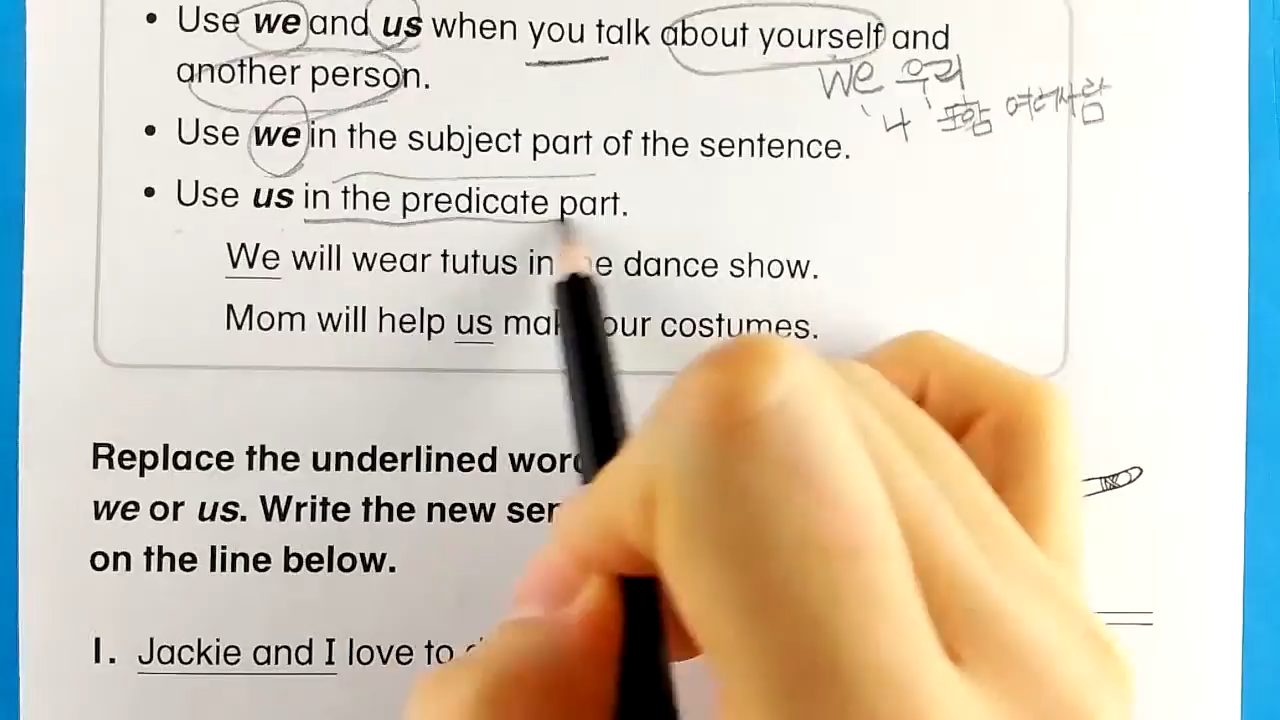 • Use we and us when you talk about yourself and
another person.
we 우리
'나' 포함 여러사람
• Use we in the subject part of the sentence.
• Use us in the predicate part.
We will wear tutus in dance show.
Mom will help us our costumes.
Replace the underlined
we or us. Write the new
on the line below.
1. Jackie and I love to